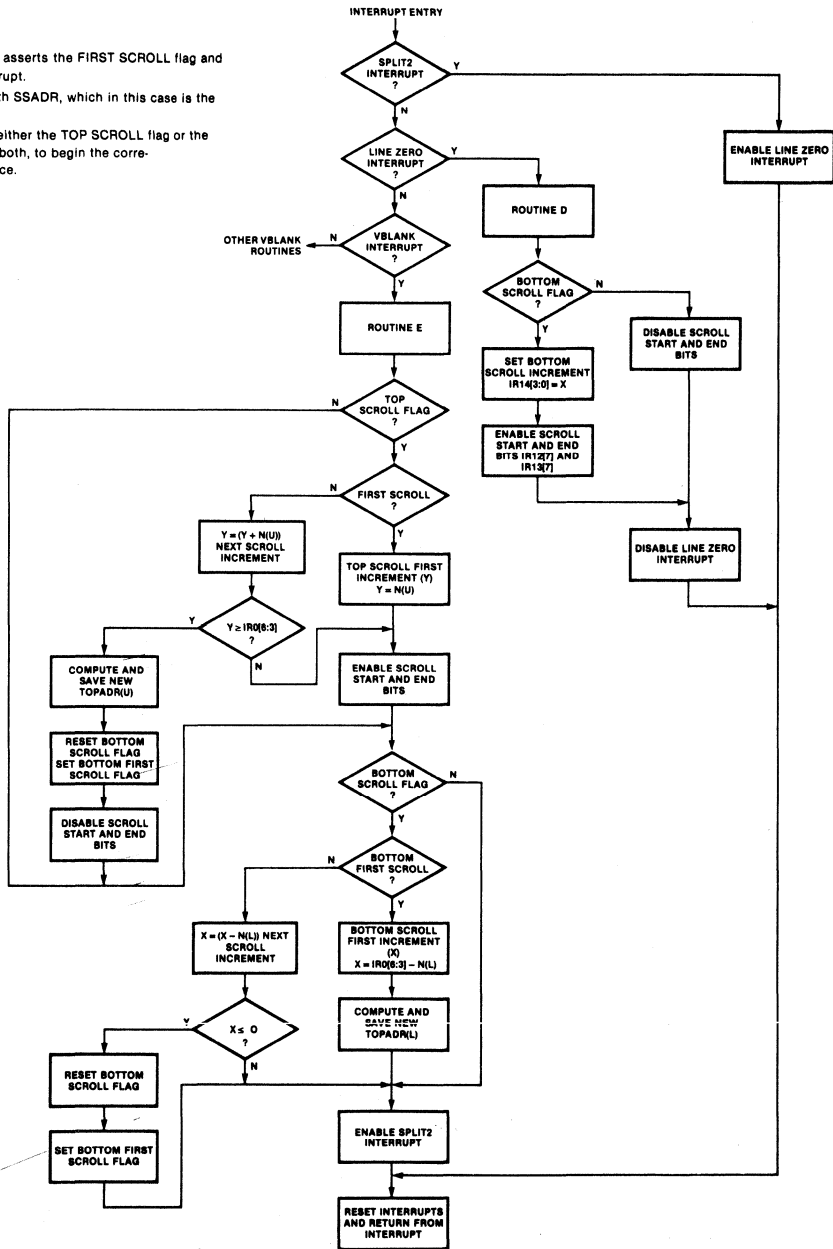 INTERRUPT ENTRY
asserts the FIRST SCROLL flag and
rupt.
th SSADR, which in this case is the
either the TOP SCROLL flag or the
both, to begin the corre-
ce.
SPLIT2
INTERRUPT
?
Y
N
ENABLE LINE ZERO
INTERRUPT
LINE ZERO
INTERRUPT
?
Y
N
ROUTINE D
OTHER VBLANK
ROUTINES
N
VBLANK
INTERRUPT
?
Y
BOTTOM
SCROLL FLAG
?
N
Y
ROUTINE E
DISABLE SCROLL
START AND END
BITS
SET BOTTOM
SCROLL INCREMENT
IR14[3:0] = X
N
TOP
SCROLL FLAG
?
Y
ENABLE SCROLL
START AND END
BITS IR12[7] AND
IR13[7]
N
FIRST SCROLL
?
Y
Y = (Y + N(U))
NEXT SCROLL
INCREMENT
TOP SCROLL FIRST
INCREMENT (Y)
Y = N(U)
DISABLE LINE ZERO
INTERRUPT
Y
Y ≥ IR0[6:3]
?
N
COMPUTE AND
SAVE NEW
TOPADR(U)
ENABLE SCROLL
START AND END
BITS
RESET BOTTOM
SCROLL FLAG
SET BOTTOM FIRST
SCROLL FLAG
BOTTOM
SCROLL FLAG
?
N
Y
DISABLE SCROLL
START AND END
BITS
N
BOTTOM
FIRST SCROLL
?
Y
X = (X – N(L)) NEXT
SCROLL
INCREMENT
BOTTOM SCROLL
FIRST INCREMENT
(X)
X = IR0[6:3] – N(L)
Y
X ≤ 0
?
N
COMPUTE AND
SAVE NEW
TOPADR(L)
RESET BOTTOM
SCROLL FLAG
ENABLE SPLIT2
INTERRUPT
SET BOTTOM FIRST
SCROLL FLAG
RESET INTERRUPTS
AND RETURN FROM
INTERRUPT